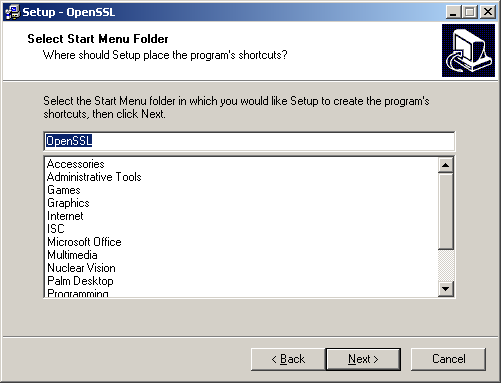 Setup - OpenSSL
Select Start Menu Folder
Where should Setup place the program's shortcuts?
Select the Start Menu folder in which you would like Setup to create the program's
shortcuts, then click Next.
OpenSSL
Accessories
Administrative Tools
Games
Graphics
Internet
ISC
Microsoft Office
Multimedia
Nuclear Vision
Palm Desktop
Programming
< Back
Next >
Cancel